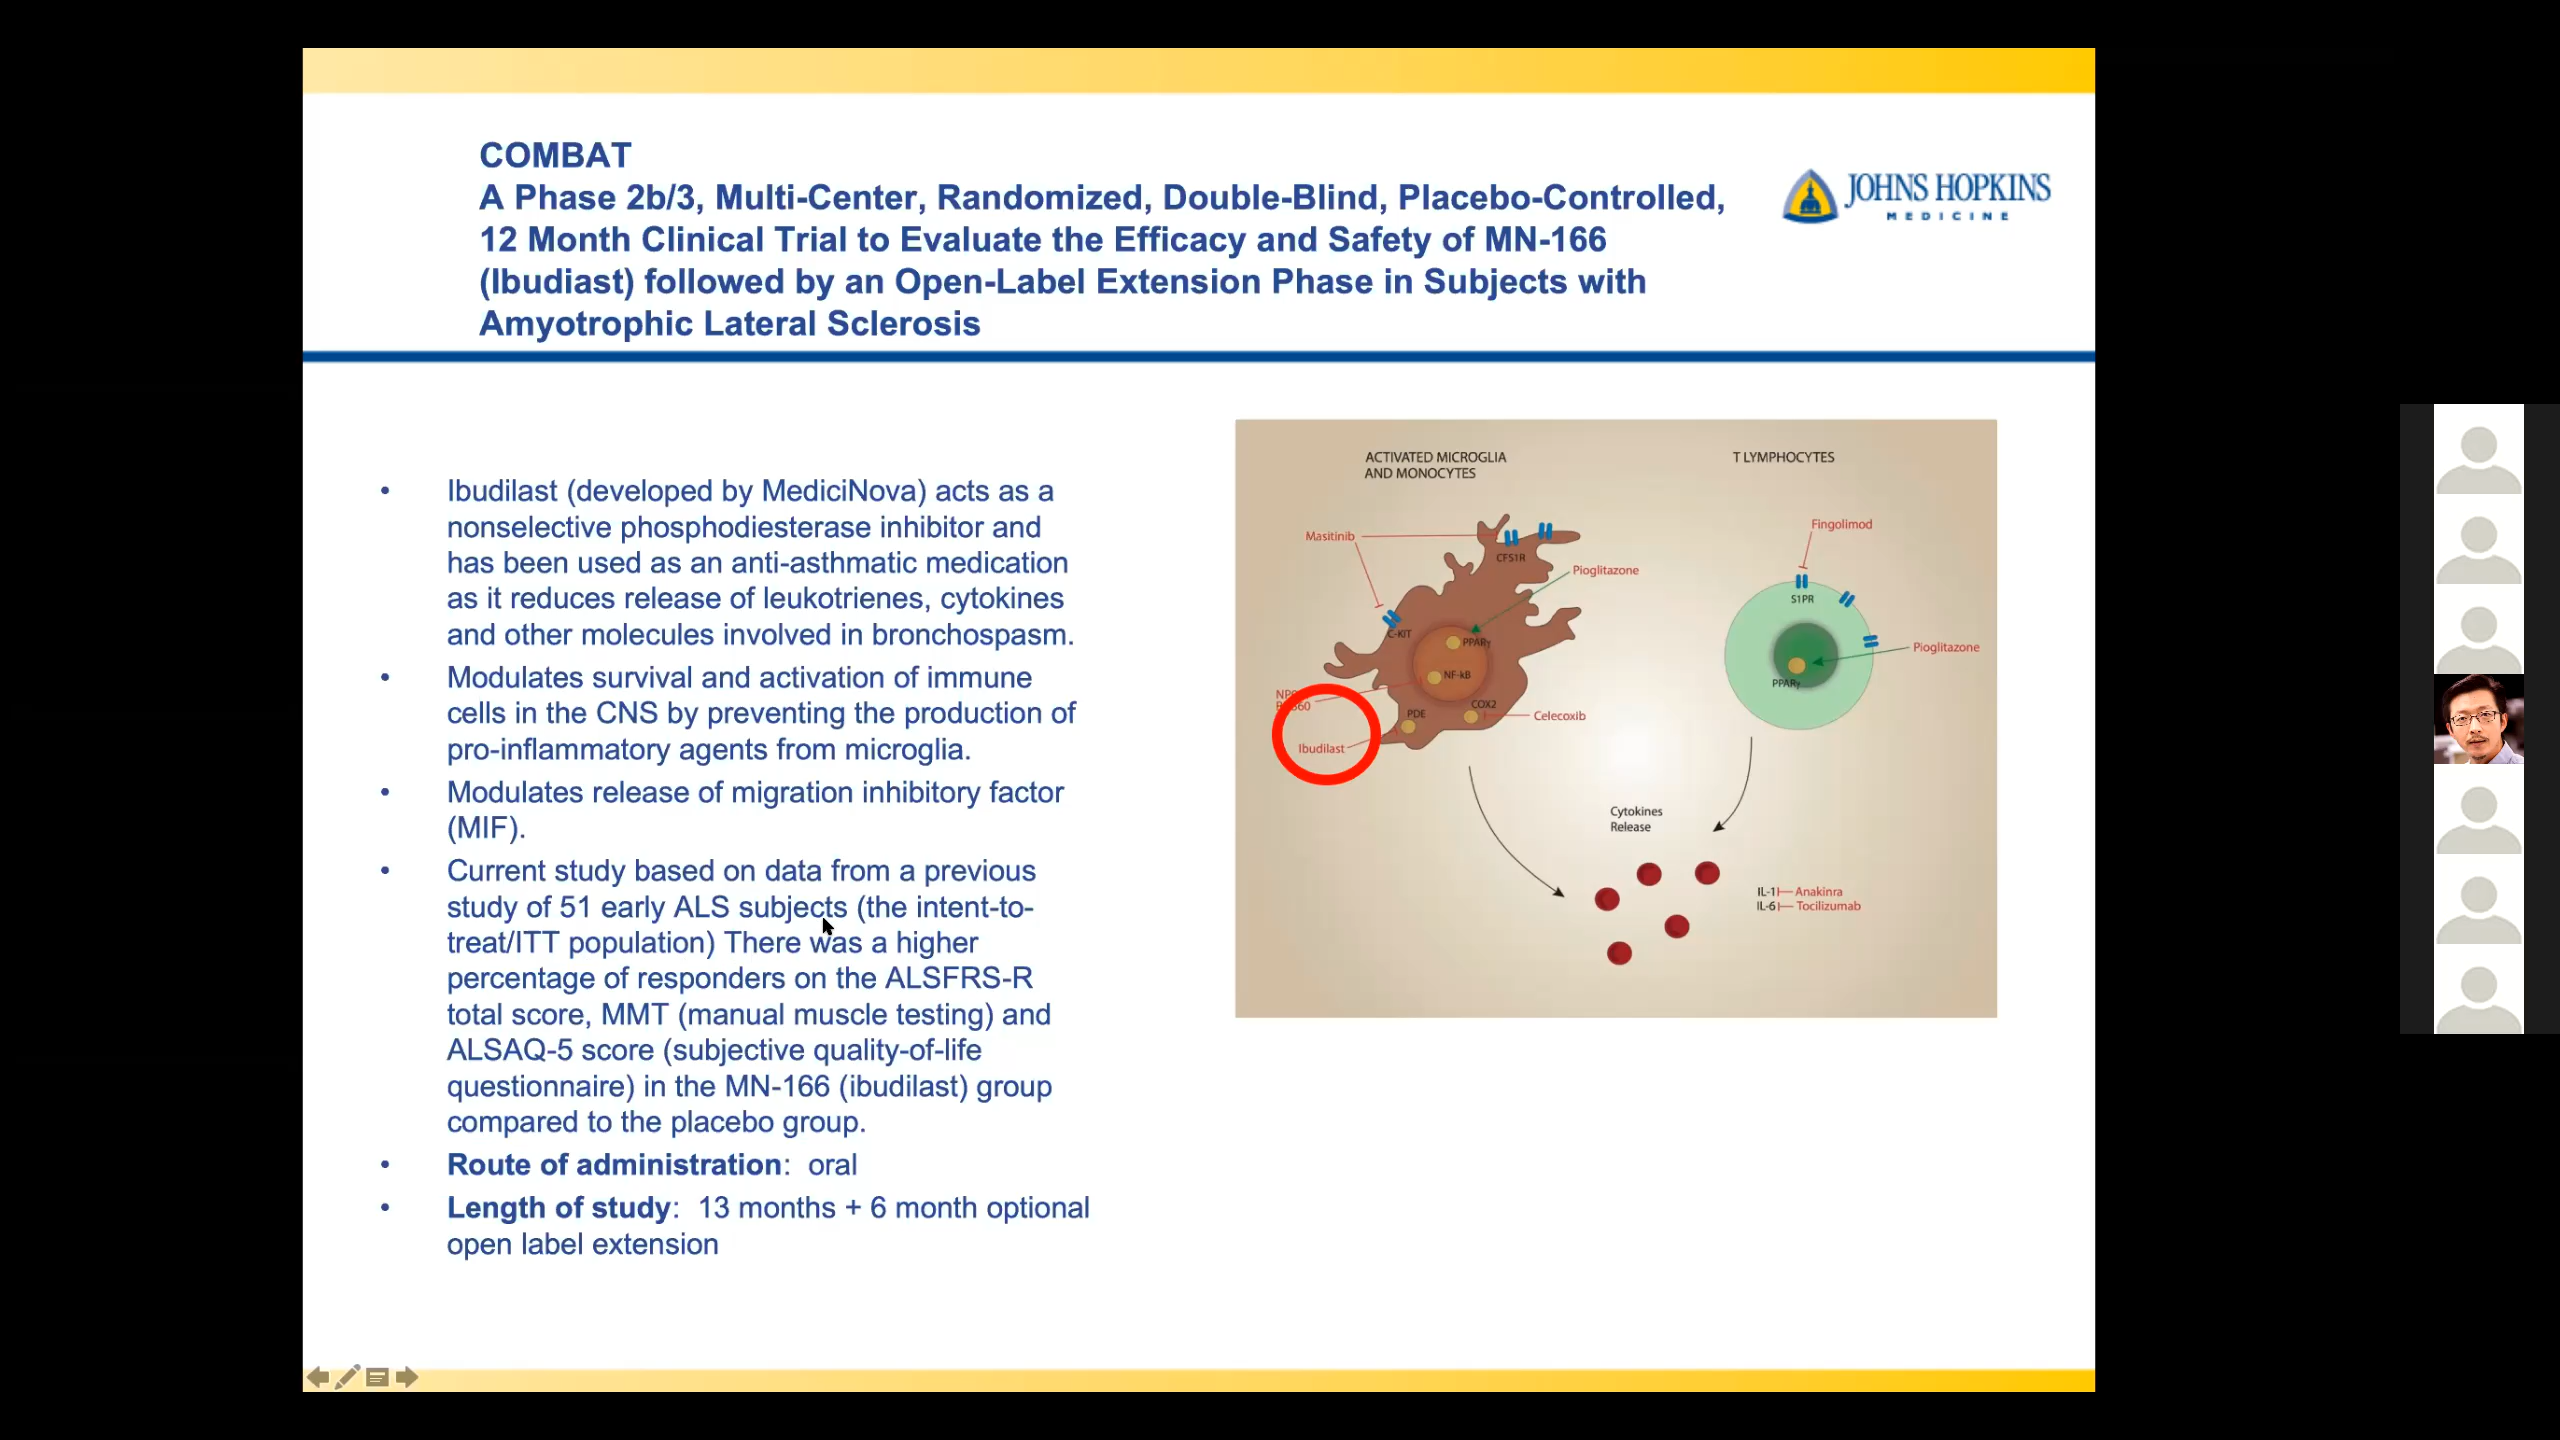 COMBAT
A Phase 2b/3, Multi-Center, Randomized, Double-Blind, Placebo-Controlled,
12 Month Clinical Trial to Evaluate the Efficacy and Safety of MN-166
(Ibudiast) followed by an Open-Label Extension Phase in Subjects with
Amyotrophic Lateral Sclerosis
JOHNS HOPKINS
MEDICINE
• Ibudilast (developed by MediciNova) acts as a
nonselective phosphodiesterase inhibitor and
has been used as an anti-asthmatic medication
as it reduces release of leukotrienes, cytokines
and other molecules involved in bronchospasm.
• Modulates survival and activation of immune
cells in the CNS by preventing the production of
pro-inflammatory agents from microglia.
• Modulates release of migration inhibitory factor
(MIF).
• Current study based on data from a previous
study of 51 early ALS subjects (the intent-to-
treat/ITT population) There was a higher
percentage of responders on the ALSFRS-R
total score, MMT (manual muscle testing) and
ALSAQ-5 score (subjective quality-of-life
questionnaire) in the MN-166 (ibudilast) group
compared to the placebo group.
• Route of administration: oral
• Length of study: 13 months + 6 month optional
open label extension
ACTIVATED MICROGLIA
AND MONOCYTES
T LYMPHOCYTES
Masitinib
CFS1R
Pioglitazone
C-KIT
PPARγ
NF-kB
COX2
PDE
Celecoxib
Ibudilast
Fingolimod
S1PR
Pioglitazone
PPARγ
Cytokines
Release
IL-1 Anakinra
IL-6 Tocilizumab